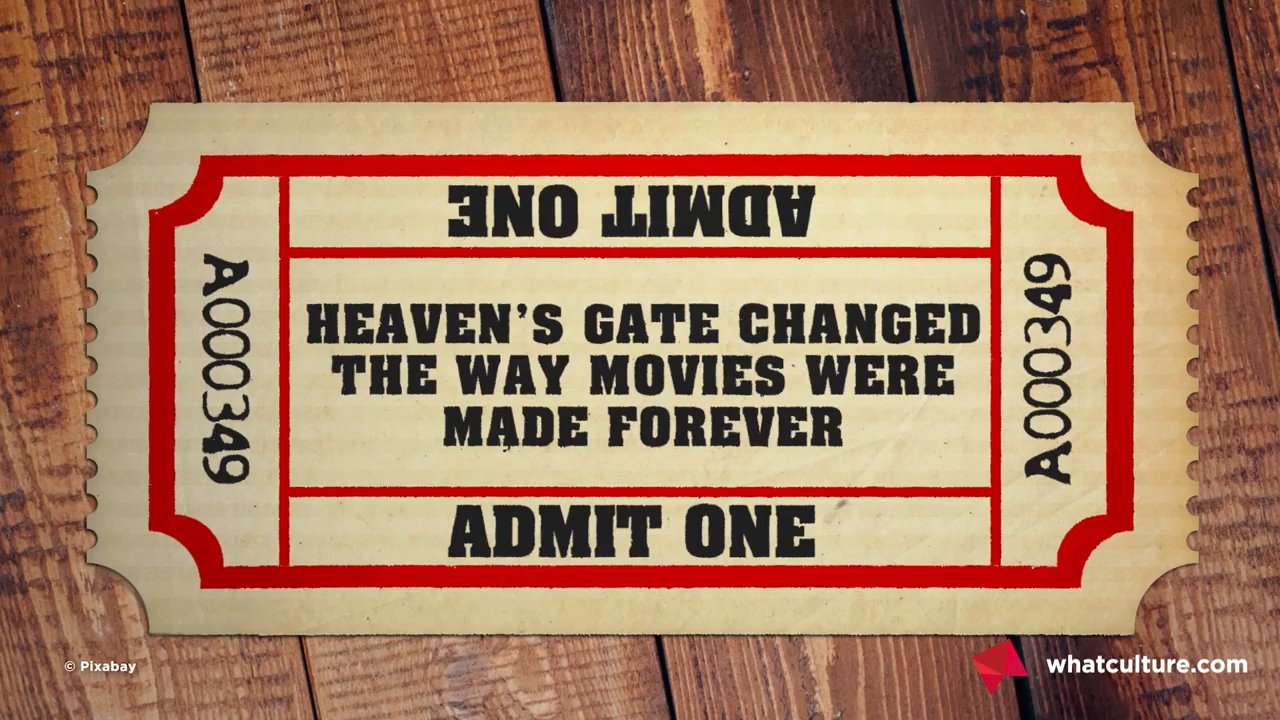 ADMIT ONE
A000349
HEAVEN'S GATE CHANGED
THE WAY MOVIES WERE
MADE FOREVER
A000349
ADMIT ONE
© Pixabay
whatculture.com